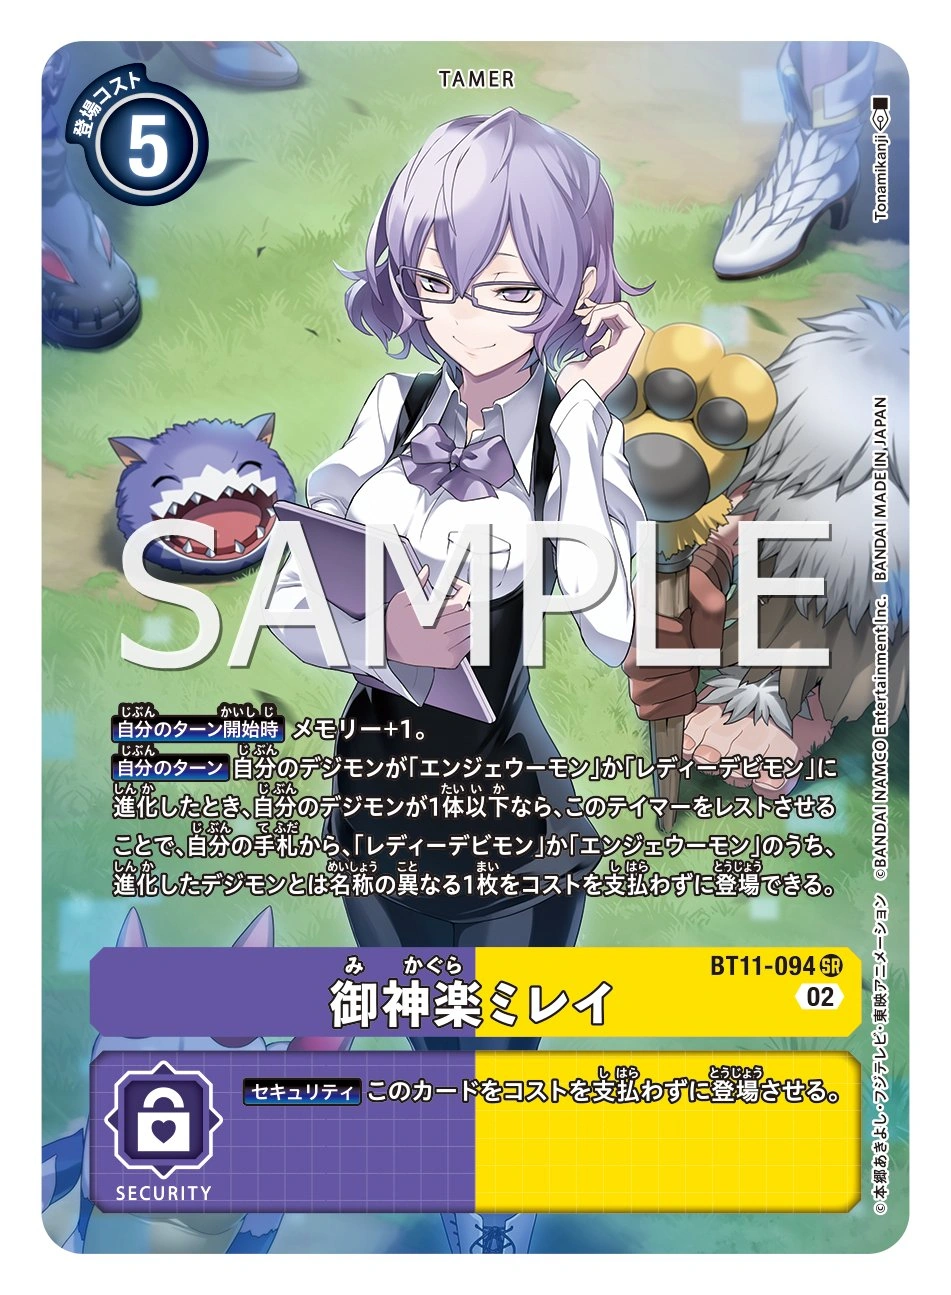 TAMER
登場コスト
5
Tonamikanji
SAMPLE
自分のターン開始時 メモリー+1。
自分のターン 自分のデジモンが「エンジェウーモン」か「レディーデビモン」に
進化したとき、自分のデジモンが1体以下なら、このテイマーをレストさせる
ことで、自分の手札から、「レディーデビモン」か「エンジェウーモン」のうち、
進化したデジモンとは名称の異なる1枚をコストを支払わずに登場できる。
BT11-094 SR
02
み かぐら
御神楽ミレイ
セキュリティ このカードをコストを支払わずに登場させる。
SECURITY
©本郷あきよし・フジテレビ・東映アニメーション ©BANDAI NAMCO Entertainment Inc. BANDAI MADE IN JAPAN